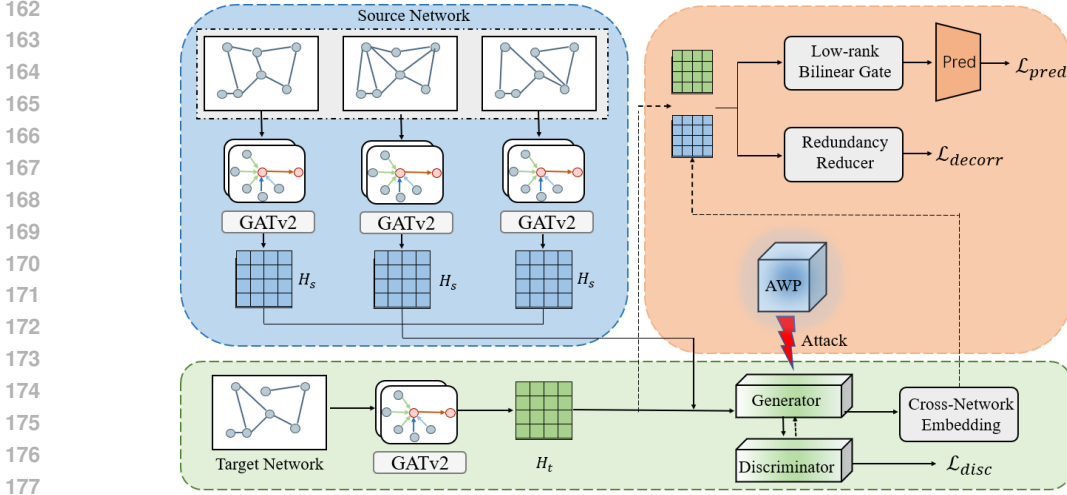 162
163
164
165
166
167
168
169
170
171
172
173
174
175
176
177
Source Network
GATv2
GATv2
GATv2
H_s
H_s
H_s
Low-rank
Bilinear Gate
Pred
ℒ_pred
Redundancy
Reducer
ℒ_decorr
AWP
Attack
Target Network
GATv2
H_t
Generator
Discriminator
Cross-Network
Embedding
ℒ_disc